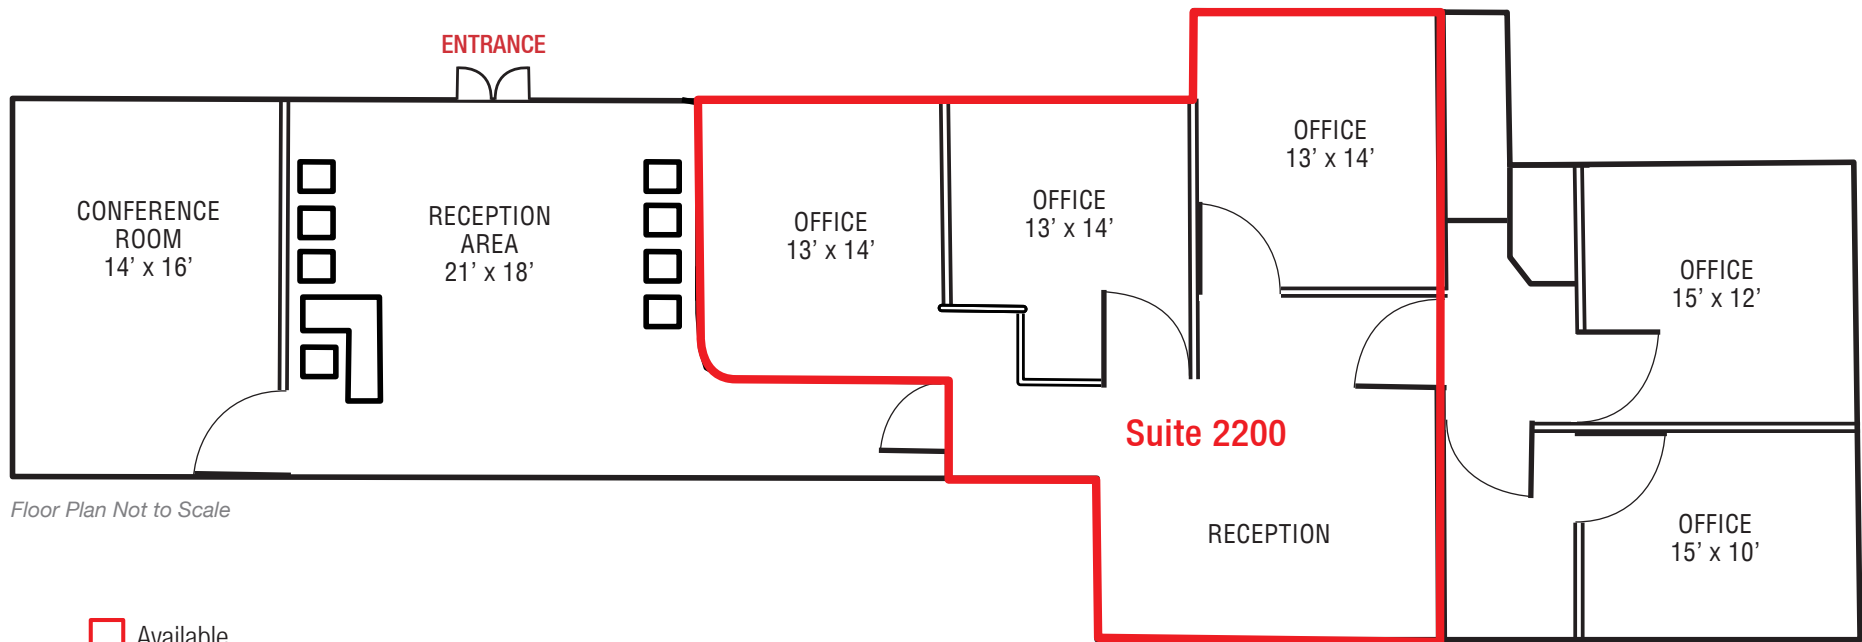 ENTRANCE
CONFERENCE
ROOM
14’ x 16’
RECEPTION
AREA
21’ x 18’
OFFICE
13’ x 14’
OFFICE
13’ x 14’
OFFICE
13’ x 14’
OFFICE
15’ x 12’
Suite 2200
RECEPTION
OFFICE
15’ x 10’
Floor Plan Not to Scale
Available